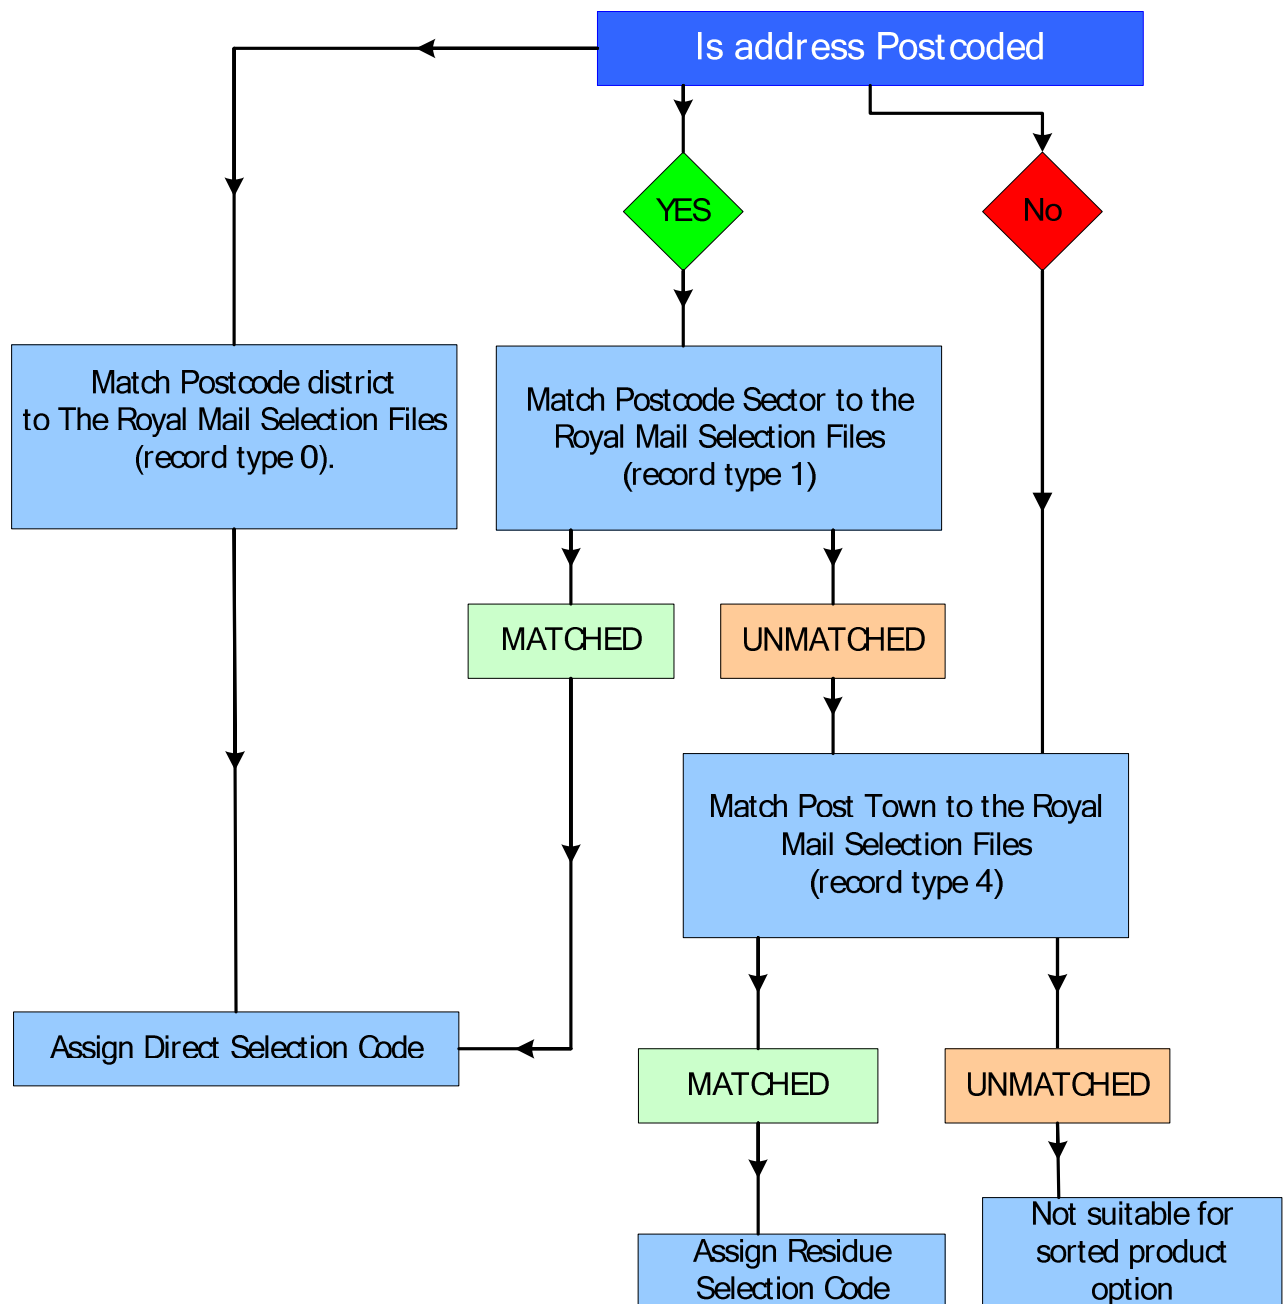 Is address Postcoded
YES
No
Match Postcode district
to The Royal Mail Selection Files
(record type 0).
Match Postcode Sector to the
Royal Mail Selection Files
(record type 1)
MATCHED
UNMATCHED
Match Post Town to the Royal
Mail Selection Files
(record type 4)
Assign Direct Selection Code
MATCHED
UNMATCHED
Assign Residue
Selection Code
Not suitable for
sorted product
option